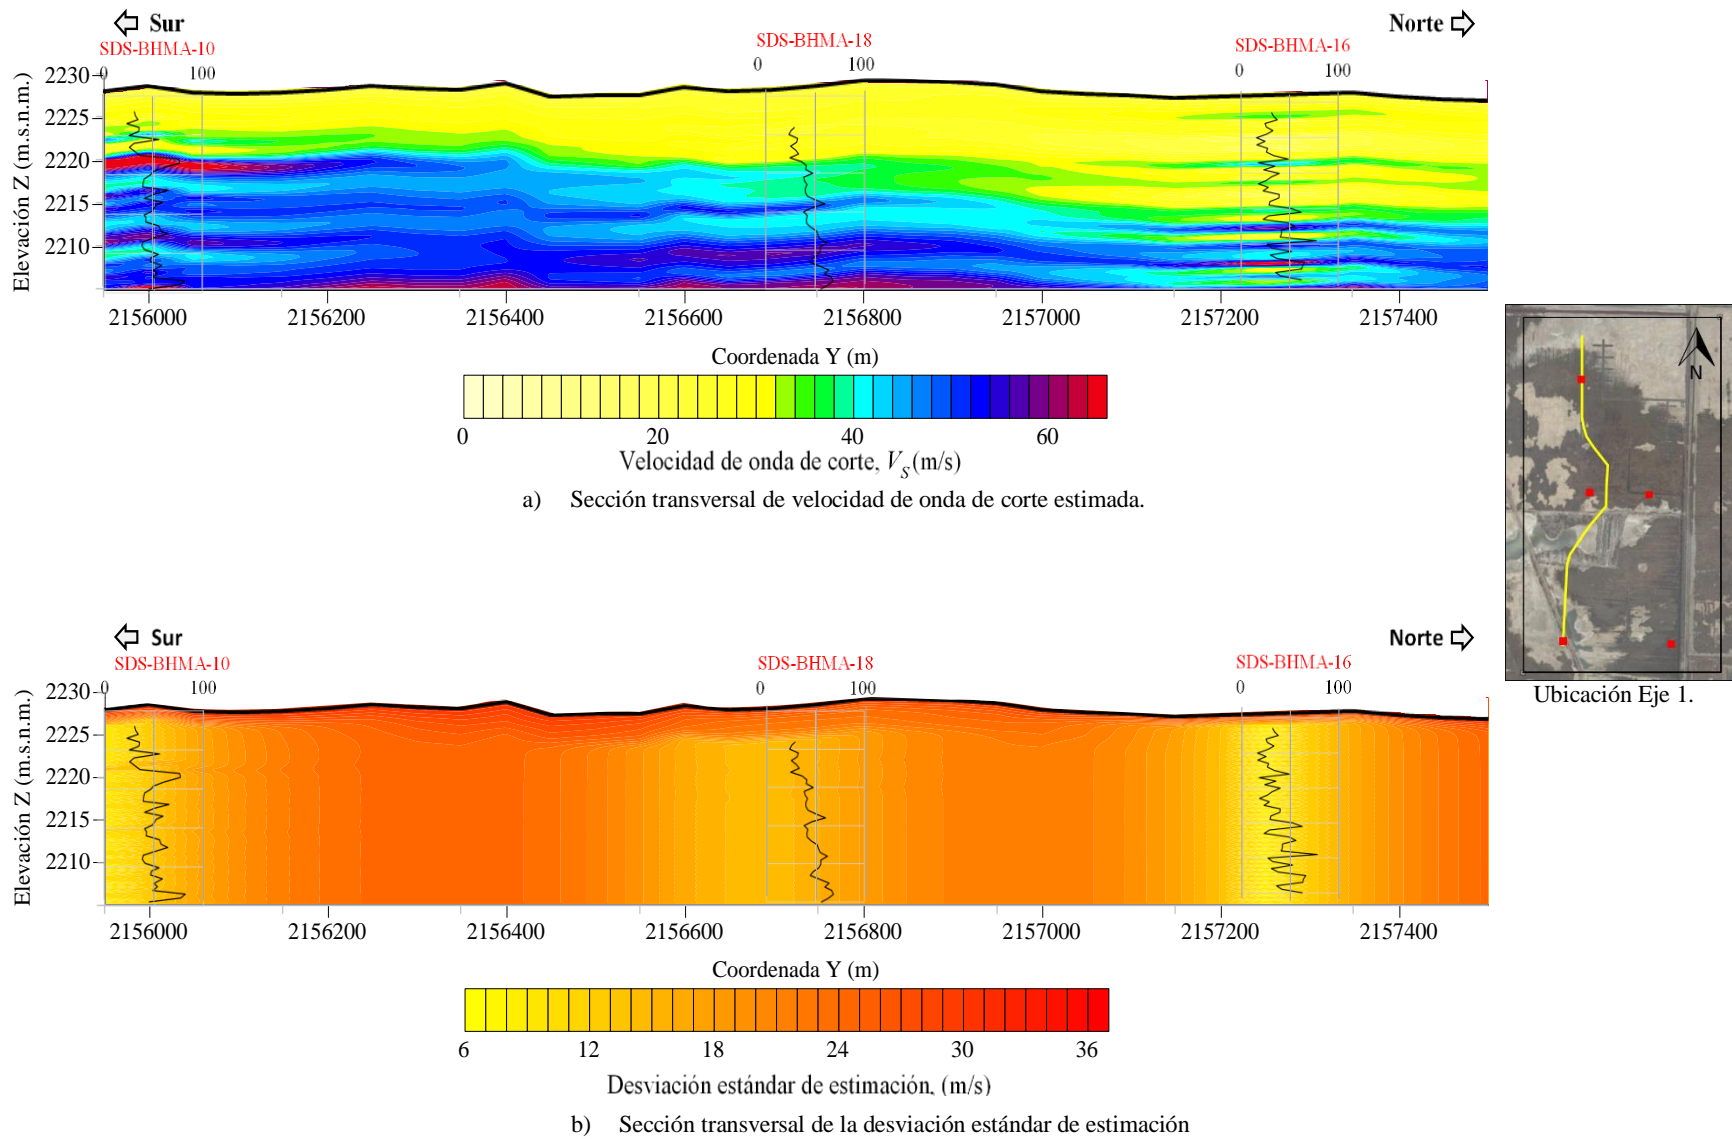 Sur
Norte
SDS-BHMA-10
SDS-BHMA-18
SDS-BHMA-16
0 100
0 100
0 100
Elevación Z (m.s.n.m.)
2230
2225
2220
2215
2210
2156000 2156200 2156400 2156600 2156800 2157000 2157200 2157400
Coordenada Y (m)
0 20 40 60
Velocidad de onda de corte, VS (m/s)
a) Sección transversal de velocidad de onda de corte estimada.
N
Ubicación Eje 1.
Sur
Norte
SDS-BHMA-10
SDS-BHMA-18
SDS-BHMA-16
0 100
0 100
0 100
Elevación Z (m.s.n.m.)
2230
2225
2220
2215
2210
2156000 2156200 2156400 2156600 2156800 2157000 2157200 2157400
Coordenada Y (m)
6 12 18 24 30 36
Desviación estándar de estimación, (m/s)
b) Sección transversal de la desviación estándar de estimación